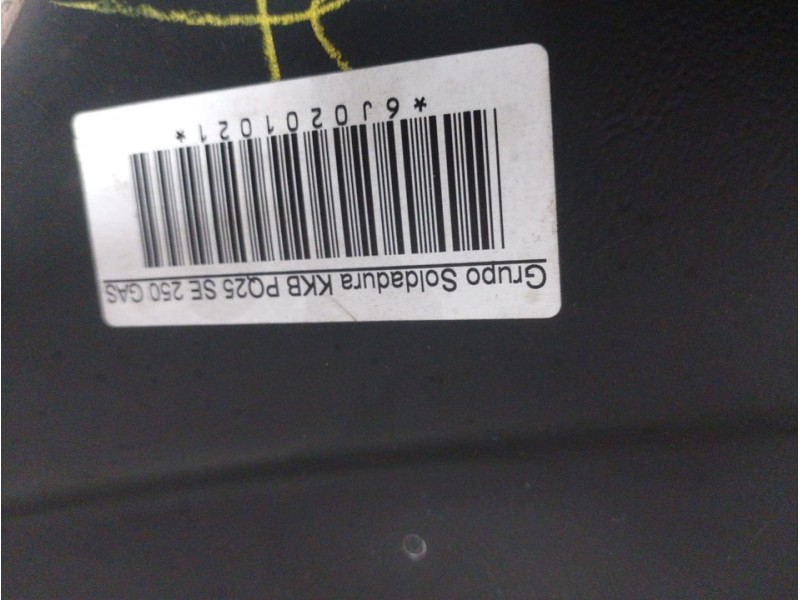 Grupo Soldadura KKB PQ25 SE 250 GAS
*6J0201021*